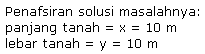 Penafsiran solusi masalahnya:
panjang tanah = x = 10 m
lebar tanah = y = 10 m